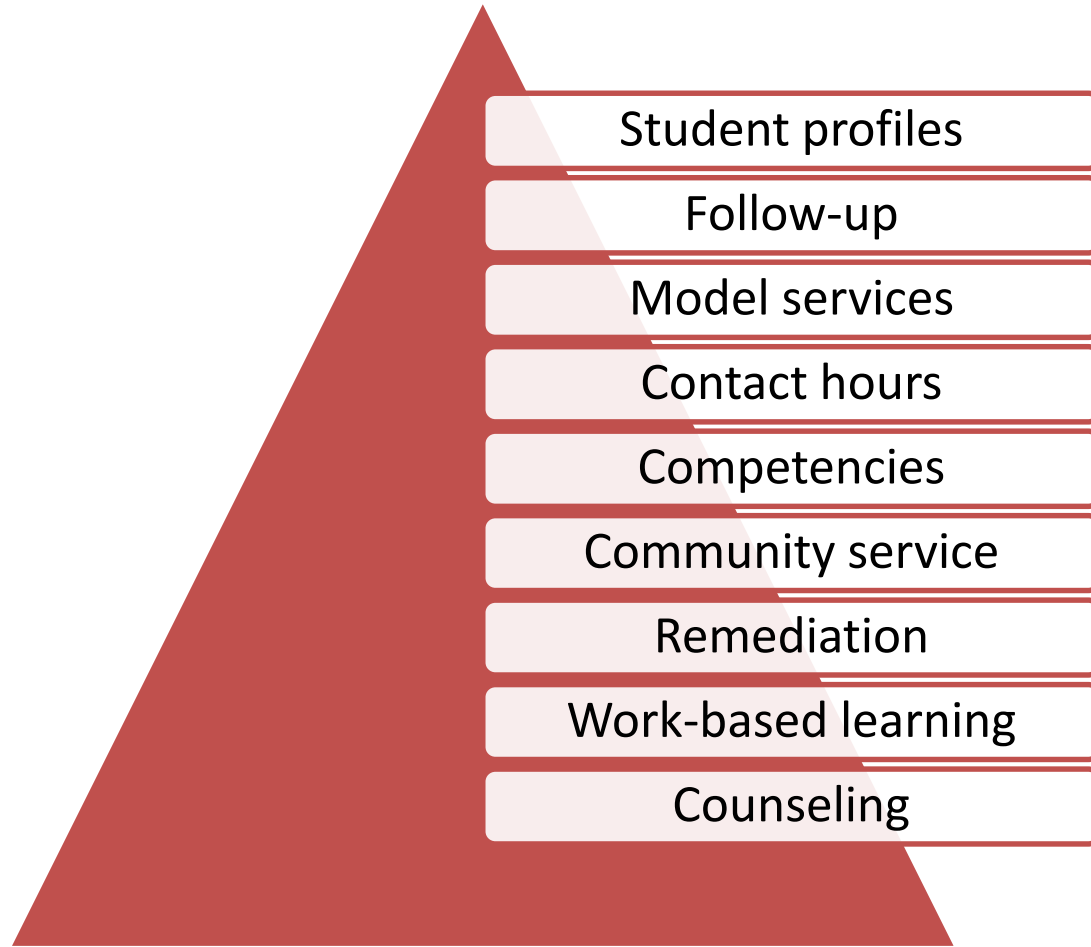 Student profiles
Follow-up
Model services
Contact hours
Competencies
Community service
Remediation
Work-based learning
Counseling